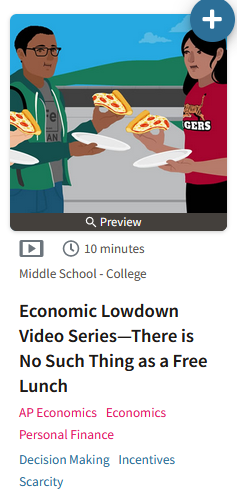 Fe
GERS
Preview
10 minutes
Middle School - College
Economic Lowdown
Video Series—There is
No Such Thing as a Free
Lunch
AP Economics Economics
Personal Finance
Decision Making Incentives
Scarcity